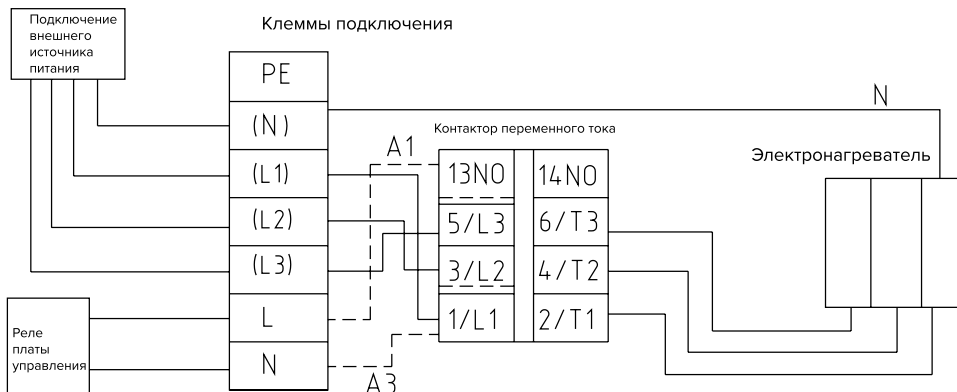 Подключение
внешнего
источника
питания
Клеммы подключения
PE
(N)
(L1)
(L2)
(L3)
L
N
Реле
платы
управления
A1
A3
Контактор переменного тока
13NO 14NO
5/L3 6/T3
3/L2 4/T2
1/L1 2/T1
N
Электронагреватель